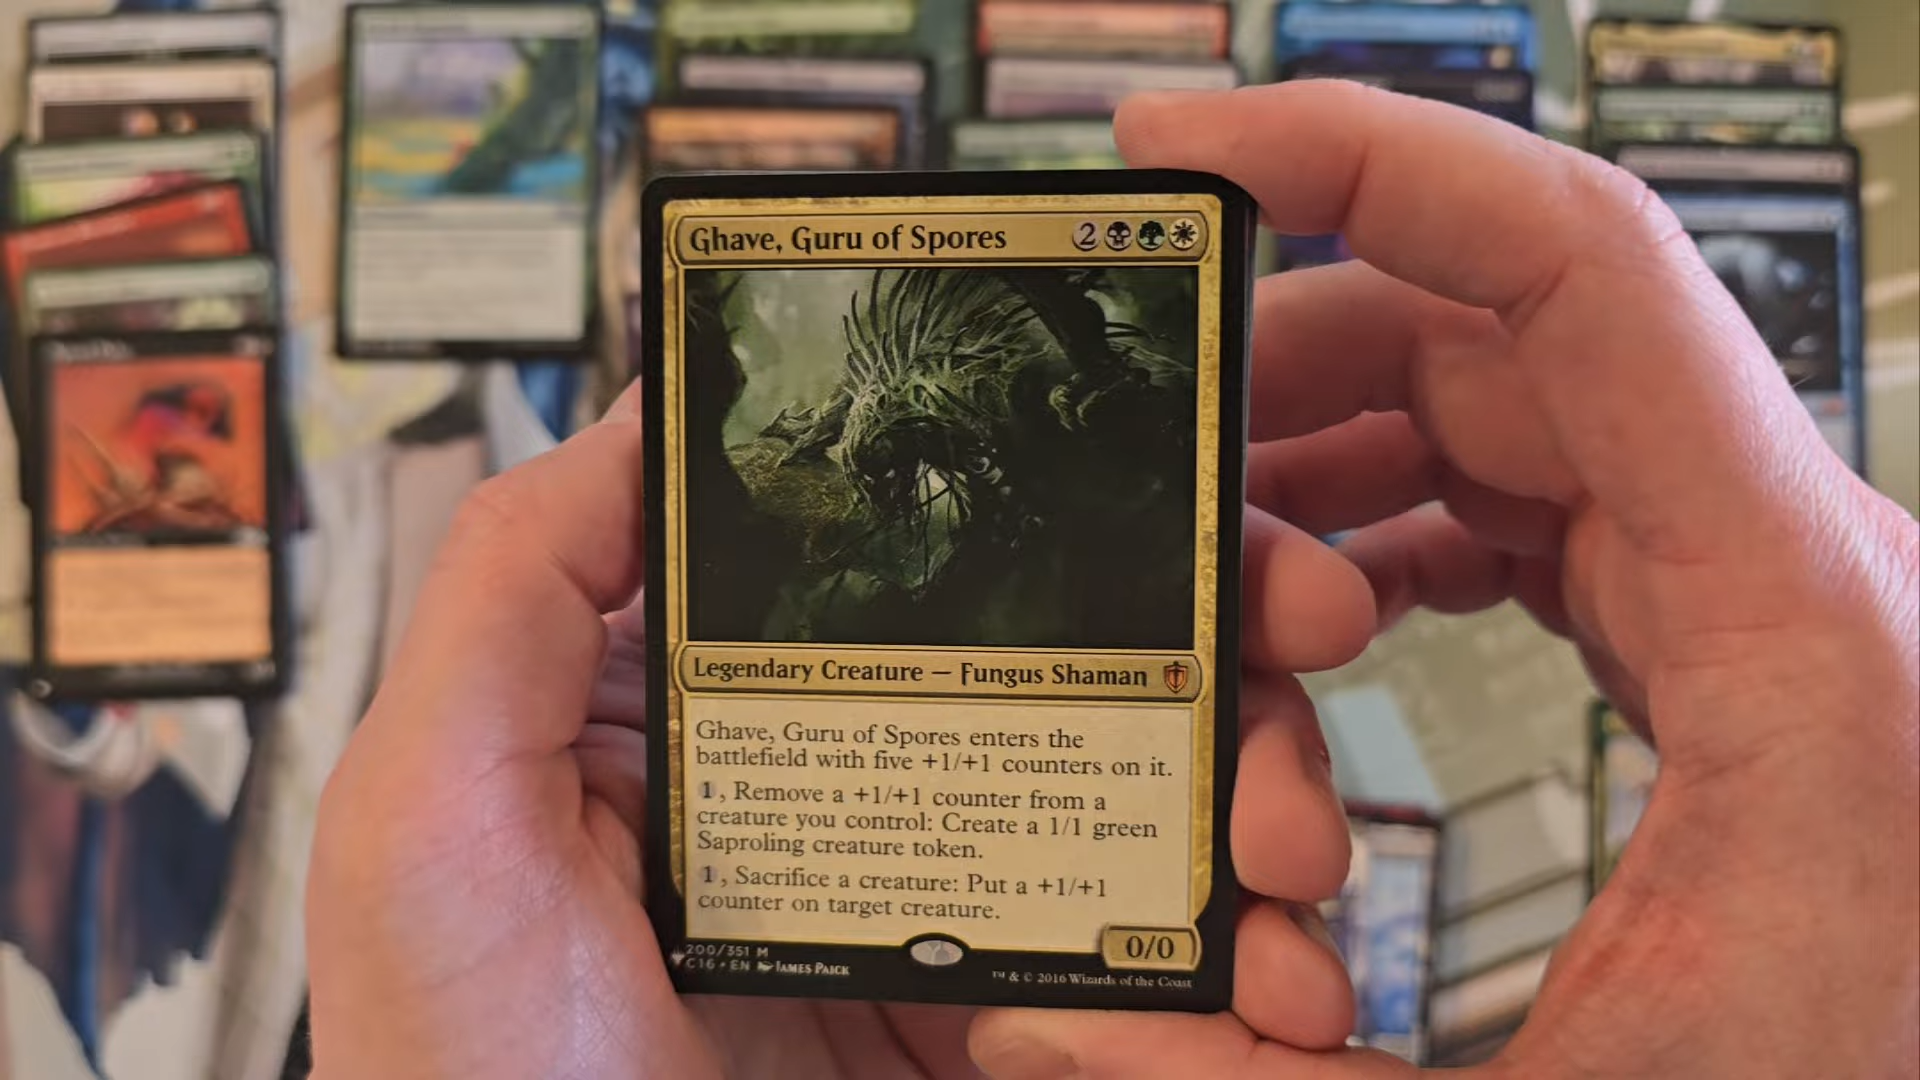 Ghave, Guru of Spores 2
Legendary Creature — Fungus Shaman
Ghave, Guru of Spores enters the
battlefield with five +1/+1 counters on it.
1, Remove a +1/+1 counter from a
creature you control: Create a 1/1 green
Saproling creature token.
1, Sacrifice a creature: Put a +1/+1
counter on target creature.
0/0
200/351 M
C16 • EN James Paick
™ & © 2016 Wizards of the Coast